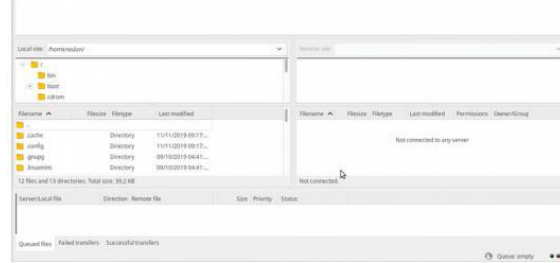 Local site: /home/wulan/
Remote site:
/
bin
boot
cdrom
Filename Filesize Filetype Last modified
Filename Filesize Filetype Last modified Permissions Owner/Group
..
.cache Directory 11/11/2019 09:17:...
.config Directory 11/11/2019 09:17:...
.gnupg Directory 09/10/2019 04:41:...
.linuxmint Directory 09/10/2019 04:41:...
Not connected to any server
12 files and 13 directories. Total size: 39,2 KB
Not connected.
Server/Local file Direction Remote file Size Priority Status
Queued files Failed transfers Successful transfers
Queue: empty